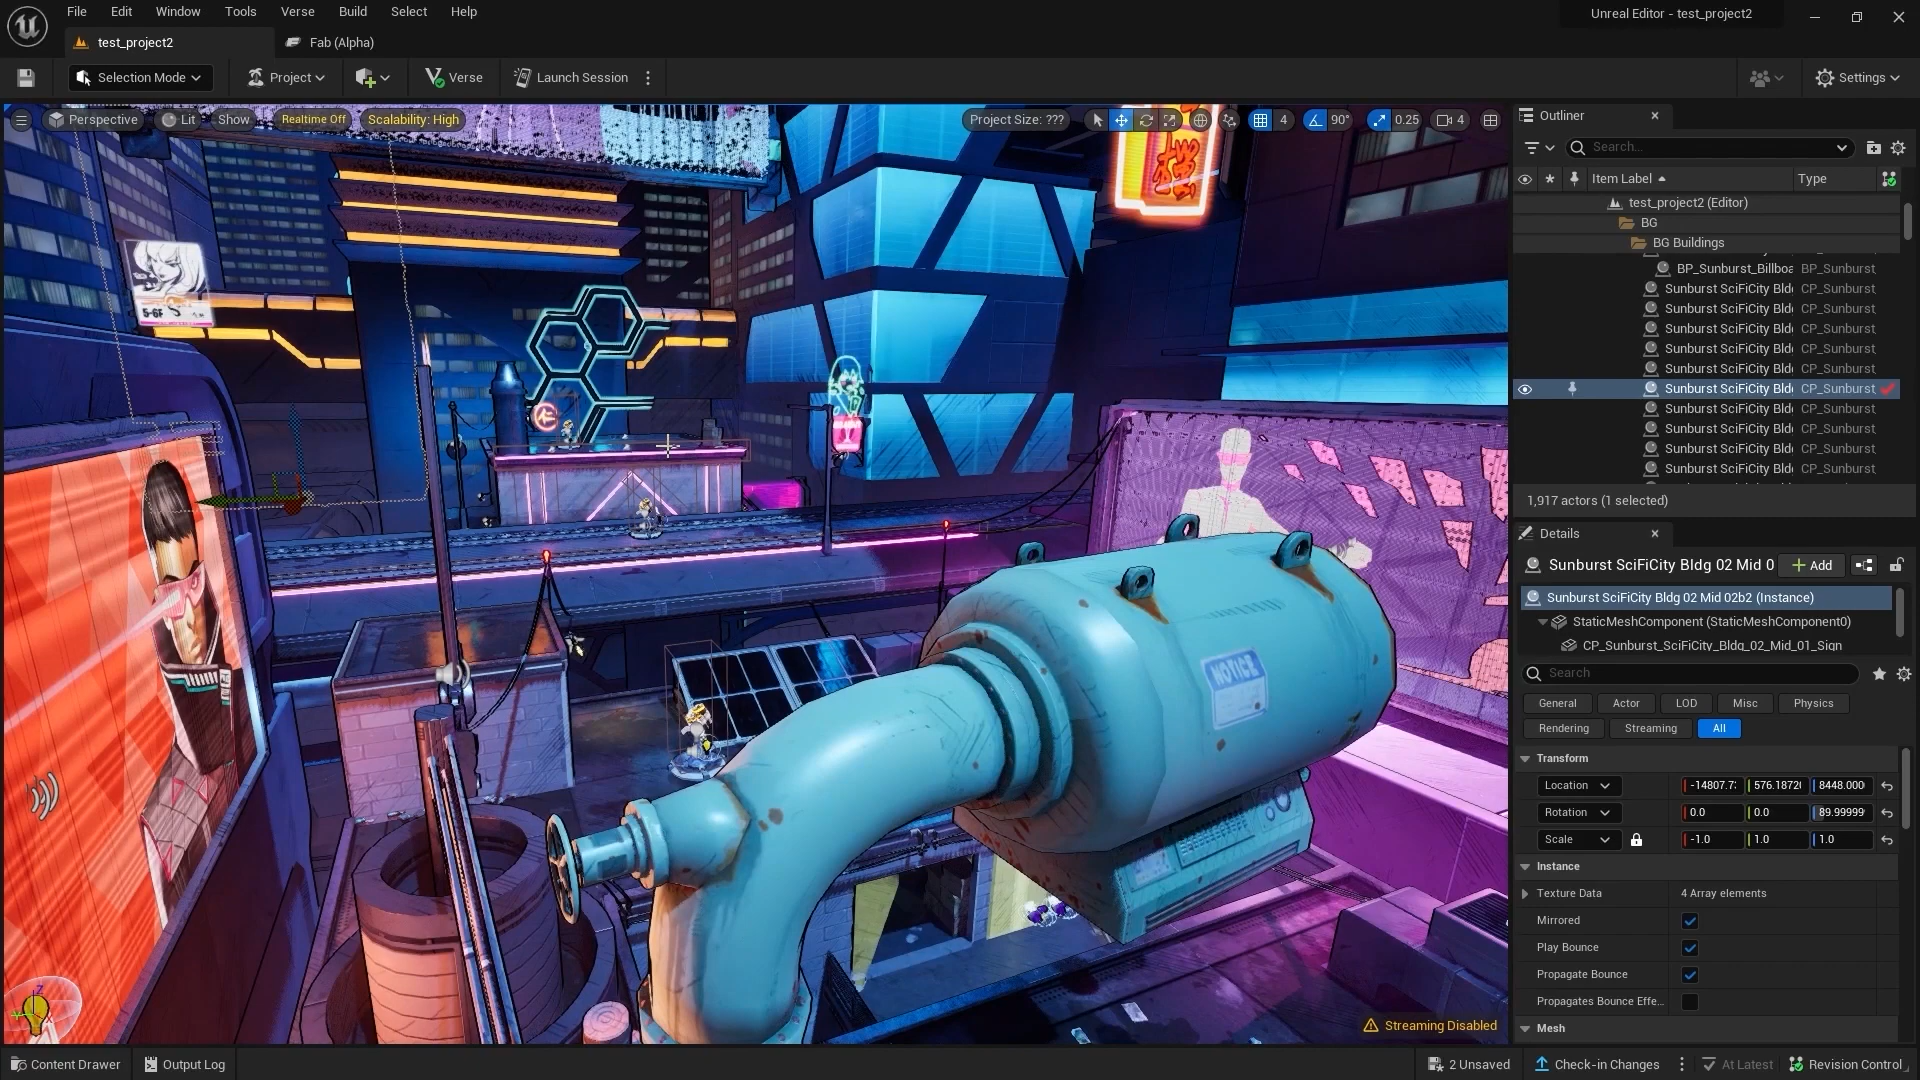 File Edit Window Tools Verse Build Select Help
Unreal Editor - test_project2
test_project2
Fab (Alpha)
Selection Mode
Project
Verse
Launch Session
Settings
Perspective
Lit
Show
Realtime Off
Scalability: High
Project Size: ???
4
90°
0.25
4
Outliner
Search...
Item Label
Type
test_project2 (Editor)
BG
BG Buildings
BP_Sunburst_Billboa BP_Sunburst
Sunburst SciFiCity Bld CP_Sunburst
Sunburst SciFiCity Bld CP_Sunburst
Sunburst SciFiCity Bld CP_Sunburst
Sunburst SciFiCity Bld CP_Sunburst
Sunburst SciFiCity Bld CP_Sunburst
Sunburst SciFiCity Bld CP_Sunburst
Sunburst SciFiCity Bld CP_Sunburst
Sunburst SciFiCity Bld CP_Sunburst
Sunburst SciFiCity Bld CP_Sunburst
Sunburst SciFiCity Bld CP_Sunburst
1,917 actors (1 selected)
Details
Sunburst SciFiCity Bldg 02 Mid 0
Add
Sunburst SciFiCity Bldg 02 Mid 02b2 (Instance)
StaticMeshComponent (StaticMeshComponent0)
CP_Sunburst_SciFiCity_Bldg_02_Mid_01_Sign
Search
General Actor LOD Misc Physics
Rendering Streaming All
Transform
Location -14807.7 576.1872 8448.000
Rotation 0.0 0.0 89.99999
Scale -1.0 1.0 1.0
Instance
Texture Data 4 Array elements
Mirrored
Play Bounce
Propagate Bounce
Propagates Bounce Effe...
Mesh
NOTICE
5-6F
Z
Streaming Disabled
Content Drawer
Output Log
2 Unsaved
Check-in Changes
At Latest
Revision Control